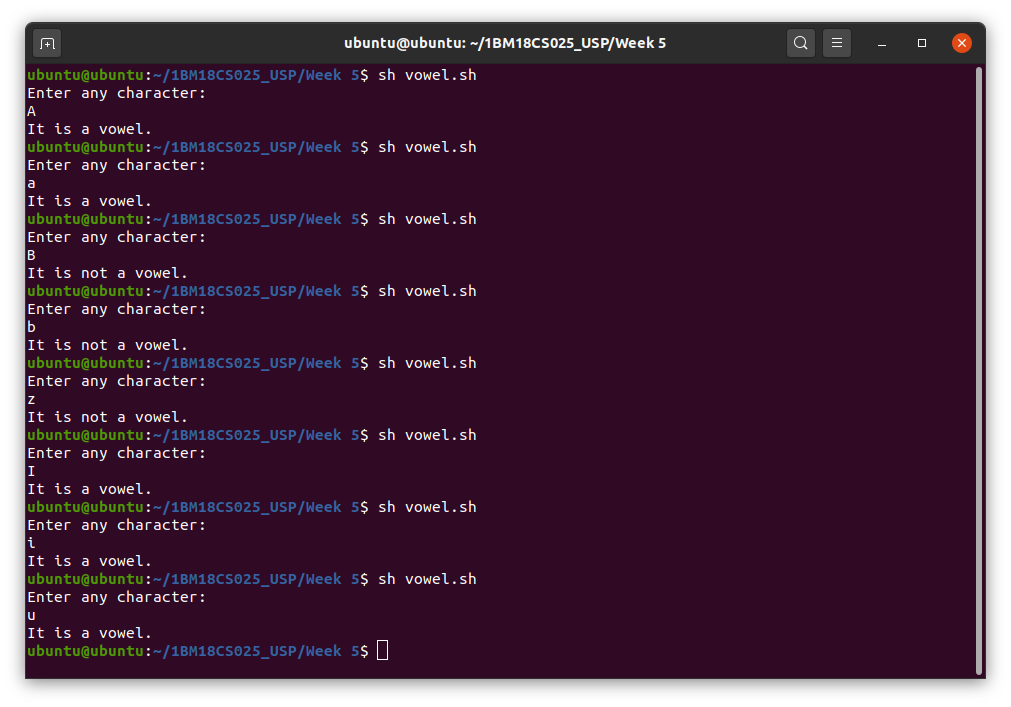 ubuntu@ubuntu: ~/1BM18CS025_USP/Week 5
ubuntu@ubuntu:~/1BM18CS025_USP/Week 5$ sh vowel.sh
Enter any character:
A
It is a vowel.
ubuntu@ubuntu:~/1BM18CS025_USP/Week 5$ sh vowel.sh
Enter any character:
a
It is a vowel.
ubuntu@ubuntu:~/1BM18CS025_USP/Week 5$ sh vowel.sh
Enter any character:
B
It is not a vowel.
ubuntu@ubuntu:~/1BM18CS025_USP/Week 5$ sh vowel.sh
Enter any character:
b
It is not a vowel.
ubuntu@ubuntu:~/1BM18CS025_USP/Week 5$ sh vowel.sh
Enter any character:
z
It is not a vowel.
ubuntu@ubuntu:~/1BM18CS025_USP/Week 5$ sh vowel.sh
Enter any character:
I
It is a vowel.
ubuntu@ubuntu:~/1BM18CS025_USP/Week 5$ sh vowel.sh
Enter any character:
i
It is a vowel.
ubuntu@ubuntu:~/1BM18CS025_USP/Week 5$ sh vowel.sh
Enter any character:
u
It is a vowel.
ubuntu@ubuntu:~/1BM18CS025_USP/Week 5$